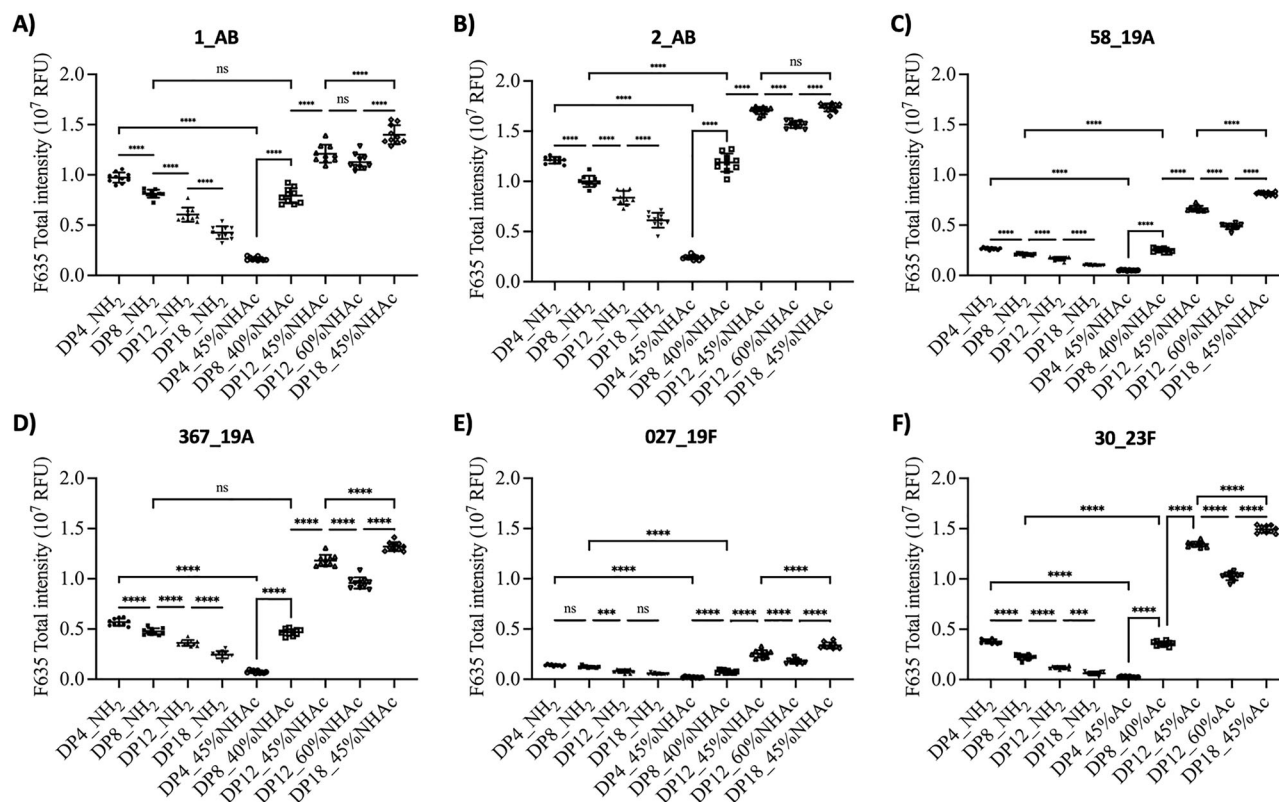 A)
1_AB
F635 Total intensity (10⁷ RFU)
2.0
1.5
1.0
0.5
0.0
ns
****
****
ns
****
****
****
****
****
****
DP4_NH₂
DP8_NH₂
DP12_NH₂
DP18_NH₂
DP4_45%NHAc
DP8_40%NHAc
DP12_45%NHAc
DP12_60%NHAc
DP18_45%NHAc
B)
2_AB
F635 Total intensity (10⁷ RFU)
2.0
1.5
1.0
0.5
0.0
****
ns
****
****
****
****
****
****
****
****
DP4_NH₂
DP8_NH₂
DP12_NH₂
DP18_NH₂
DP4_45%NHAc
DP8_40%NHAc
DP12_45%NHAc
DP12_60%NHAc
DP18_45%NHAc
C)
58_19A
F635 Total intensity (10⁷ RFU)
2.0
1.5
1.0
0.5
0.0
****
****
****
****
****
****
****
****
****
****
DP4_NH₂
DP8_NH₂
DP12_NH₂
DP18_NH₂
DP4_45%NHAc
DP8_40%NHAc
DP12_45%NHAc
DP12_60%NHAc
DP18_45%NHAc
D)
367_19A
F635 Total intensity (10⁷ RFU)
2.0
1.5
1.0
0.5
0.0
ns
****
****
****
****
****
****
****
****
****
DP4_NH₂
DP8_NH₂
DP12_NH₂
DP18_NH₂
DP4_45%NHAc
DP8_40%NHAc
DP12_45%NHAc
DP12_60%NHAc
DP18_45%NHAc
E)
027_19F
F635 Total intensity (10⁷ RFU)
2.0
1.5
1.0
0.5
0.0
****
****
****
ns
***
ns
****
****
****
****
DP4_NH₂
DP8_NH₂
DP12_NH₂
DP18_NH₂
DP4_45%NHAc
DP8_40%NHAc
DP12_45%NHAc
DP12_60%NHAc
DP18_45%NHAc
F)
30_23F
F635 Total intensity (10⁷ RFU)
2.0
1.5
1.0
0.5
0.0
****
****
****
****
****
****
****
****
***
****
DP4_NH₂
DP8_NH₂
DP12_NH₂
DP18_NH₂
DP4_45%Ac
DP8_40%Ac
DP12_45%Ac
DP12_60%Ac
DP18_45%Ac